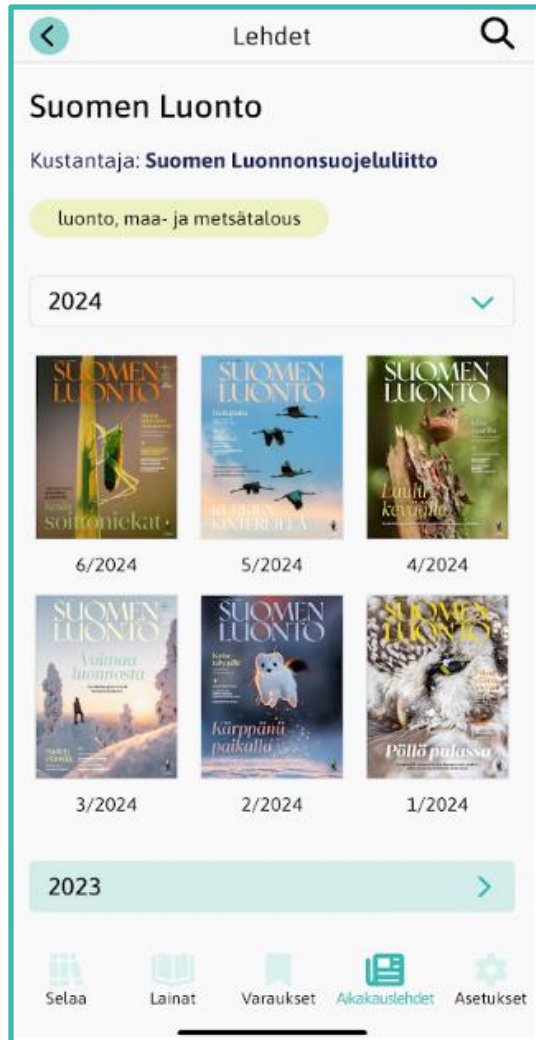 Lehdet
Suomen Luonto
Kustantaja: Suomen Luonnonsuojeluliitto
luonto, maa- ja metsätalous
2024
SUOMEN
LUONTO
soittoniekat
6/2024
SUOMEN
LUONTO
KURKIEN
KINTEREILLÄ
5/2024
SUOMEN
LUONTO
Laulu
keväälle
4/2024
SUOMEN
LUONTO
Voimaa
luonnosta
3/2024
SUOMEN
LUONTO
Kärppänä
paikalla
2/2024
SUOMEN
LUONTO
Pöllö pulassa
1/2024
2023
Selaa
Lainat
Varaukset
Aikakauslehdet
Asetukset